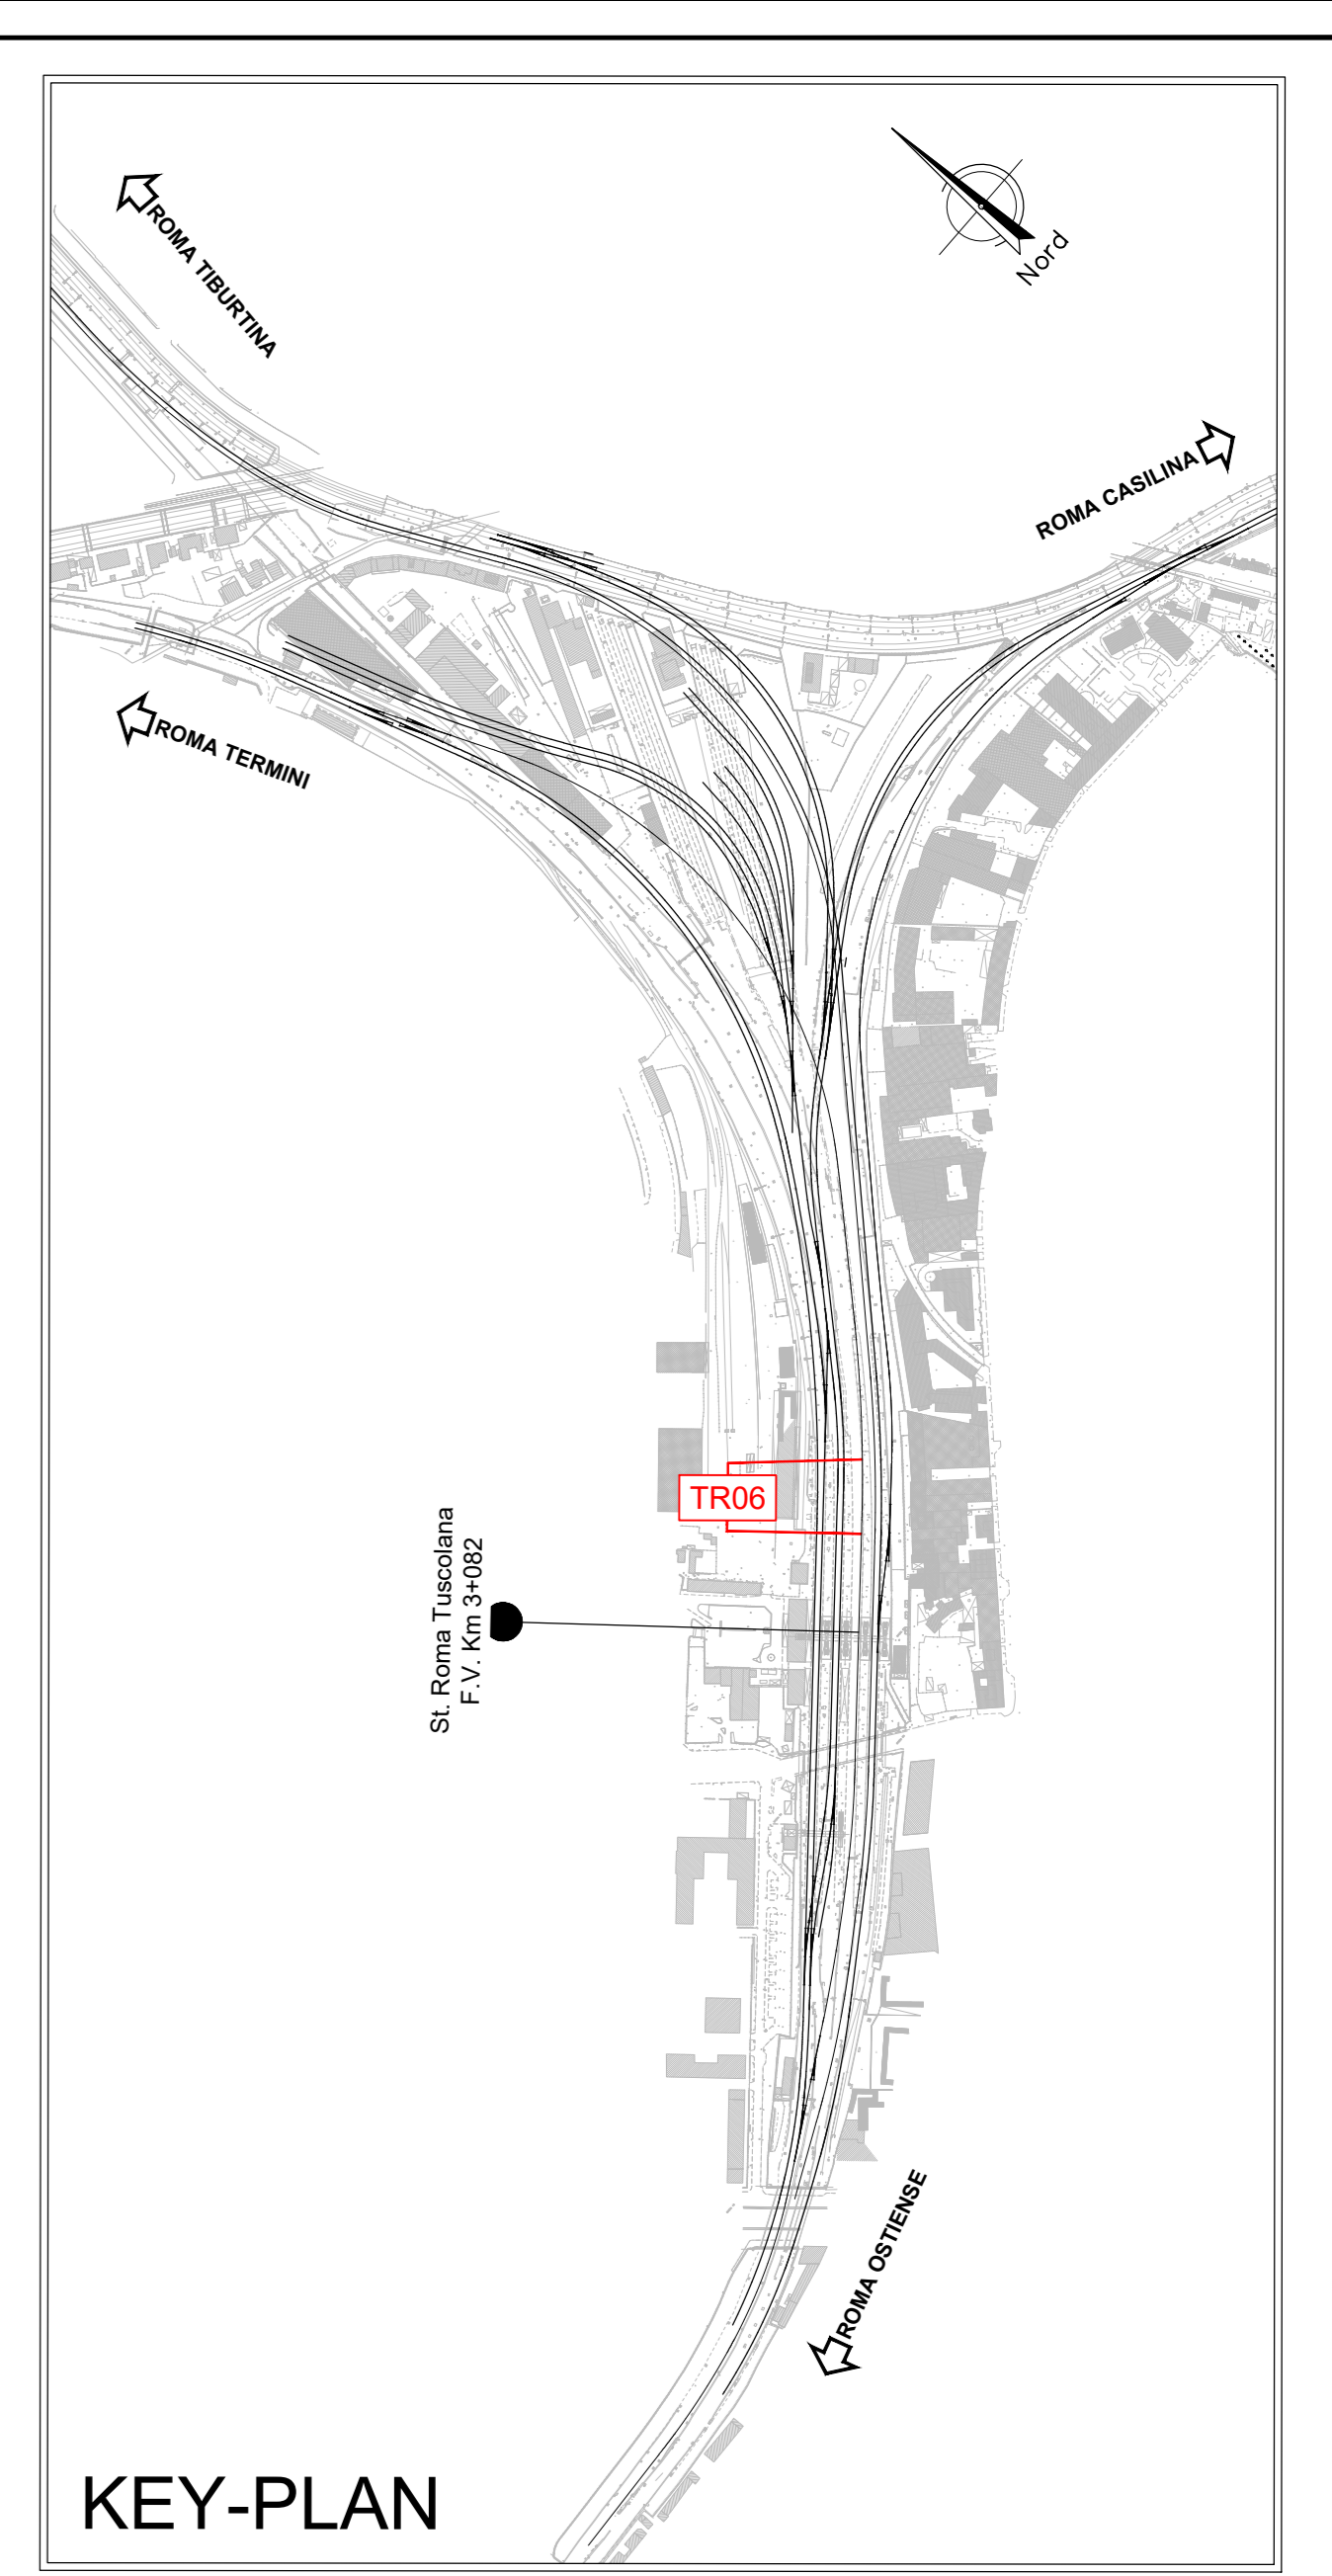 Nord
ROMA TIBURTINA
ROMA CASILINA
ROMA TERMINI
TR06
St. Roma Tuscolana
F.V. Km 3+082
ROMA OSTIENSE
KEY-PLAN